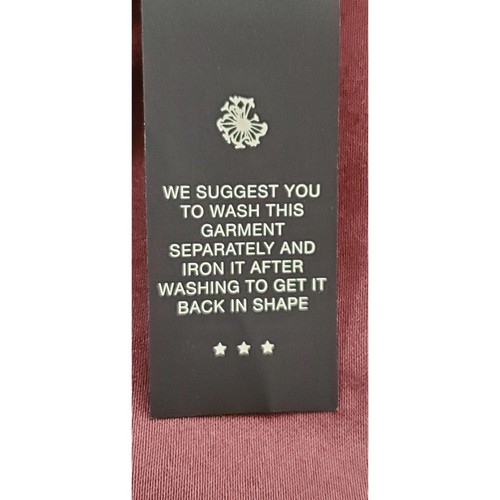 WE SUGGEST YOU
TO WASH THIS
GARMENT
SEPARATELY AND
IRON IT AFTER
WASHING TO GET IT
BACK IN SHAPE